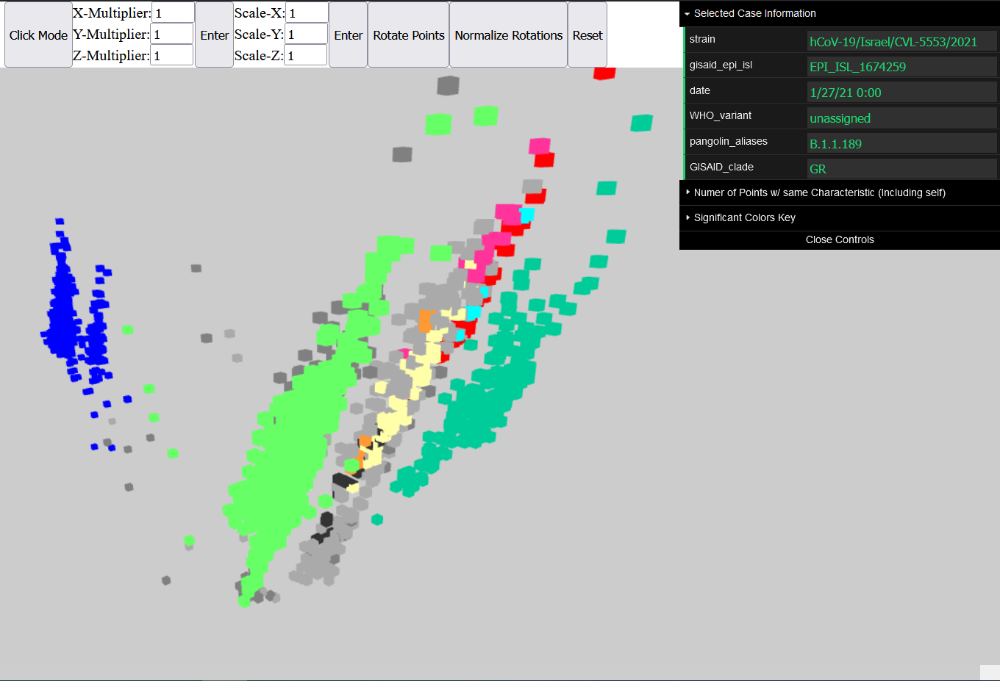 Click Mode
X-Multiplier: 1
Y-Multiplier: 1
Z-Multiplier: 1
Enter
Scale-X: 1
Scale-Y: 1
Scale-Z: 1
Enter
Rotate Points
Normalize Rotations
Reset
Selected Case Information
strain hCoV-19/Israel/CVL-5553/2021
gisaid_epi_isl EPI_ISL_1674259
date 1/27/21 0:00
WHO_variant unassigned
pangolin_aliases B.1.1.189
GISAID_clade GR
Numer of Points w/ same Characteristic (Including self)
Significant Colors Key
Close Controls